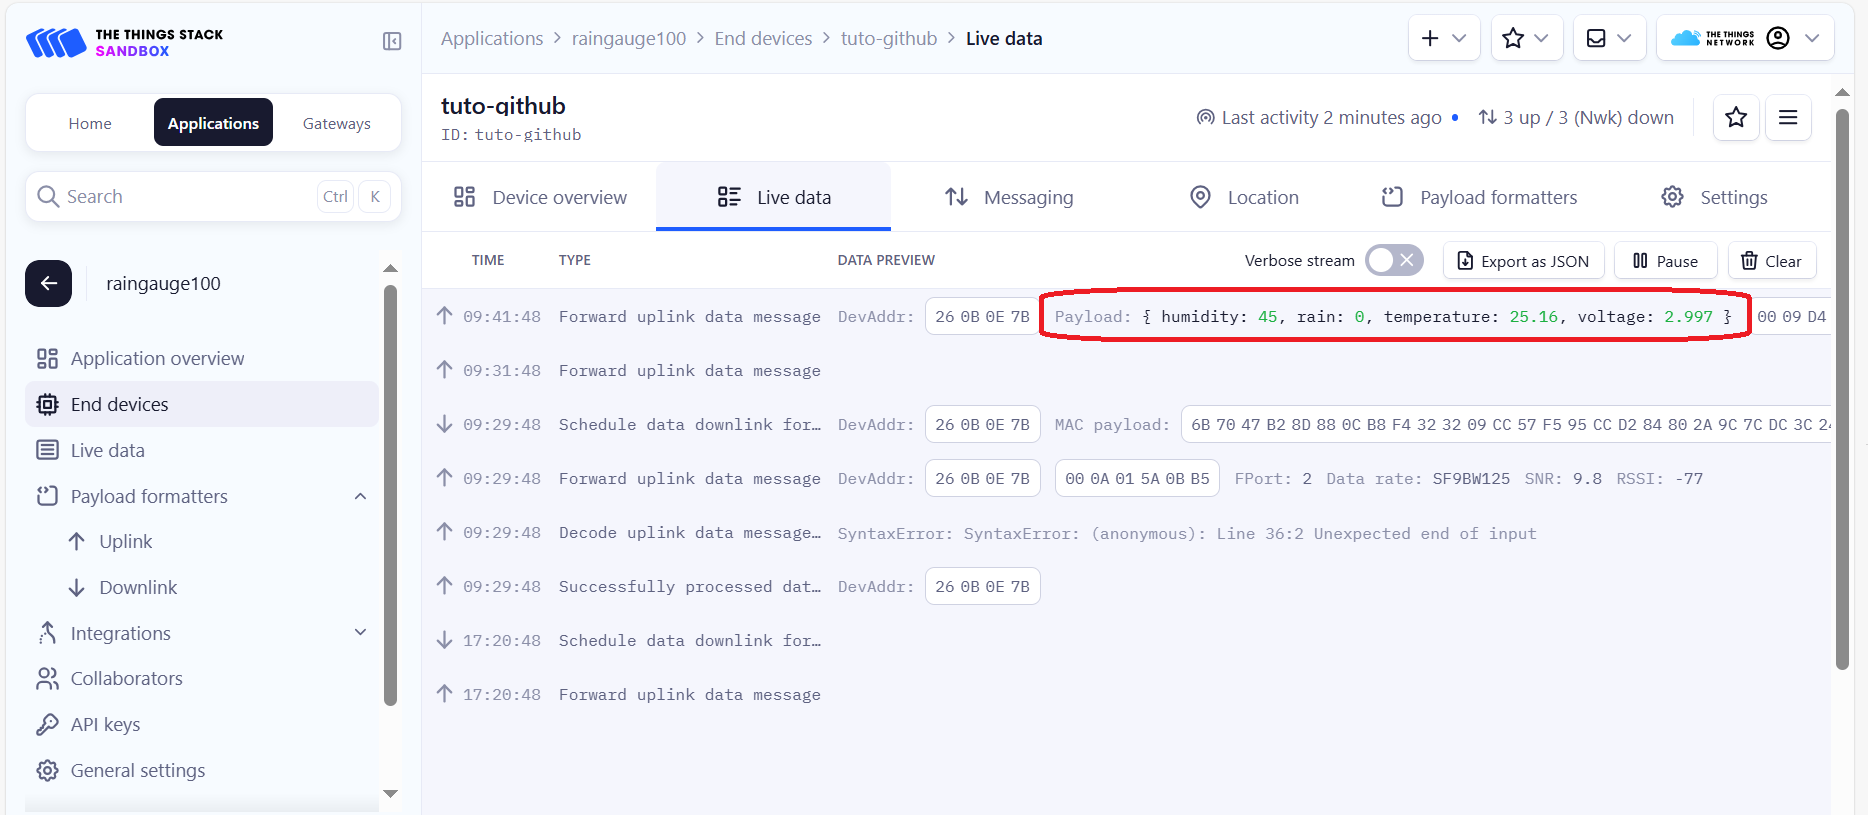 THE THINGS STACK
SANDBOX
Applications > raingauge100 > End devices > tuto-github > Live data
THE THINGS
NETWORK
Home
Applications
Gateways
Search
Ctrl
K
raingauge100
Application overview
End devices
Live data
Payload formatters
Uplink
Downlink
Integrations
Collaborators
API keys
General settings
tuto-github
ID: tuto-github
Last activity 2 minutes ago • 3 up / 3 (Nwk) down
Device overview
Live data
Messaging
Location
Payload formatters
Settings
TIME TYPE DATA PREVIEW
Verbose stream
Export as JSON
Pause
Clear
09:41:48 Forward uplink data message DevAddr: 26 0B 0E 7B Payload: { humidity: 45, rain: 0, temperature: 25.16, voltage: 2.997 } 00 09 D4
09:31:48 Forward uplink data message
09:29:48 Schedule data downlink for… DevAddr: 26 0B 0E 7B MAC payload: 6B 70 47 B2 8D 88 0C B8 F4 32 32 09 CC 57 F5 95 CC D2 84 80 2A 9C 7C DC 3C
09:29:48 Forward uplink data message DevAddr: 26 0B 0E 7B 00 0A 01 5A 0B B5 FPort: 2 Data rate: SF9BW125 SNR: 9.8 RSSI: -77
09:29:48 Decode uplink data message… SyntaxError: SyntaxError: (anonymous): Line 36:2 Unexpected end of input
09:29:48 Successfully processed dat… DevAddr: 26 0B 0E 7B
17:20:48 Schedule data downlink for…
17:20:48 Forward uplink data message